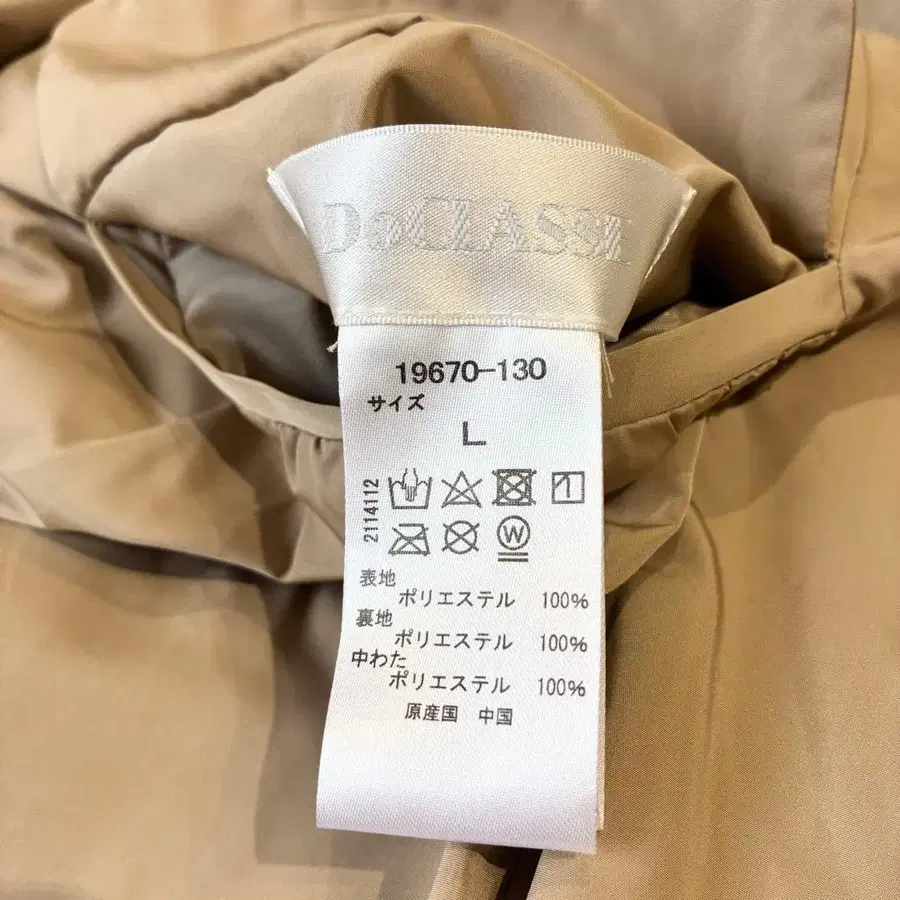 DoCLASSE
19670-130
サイズ
L
2114112
W
表地
ポリエステル 100%
裏地
ポリエステル 100%
中わた
ポリエステル 100%
原産国 中国